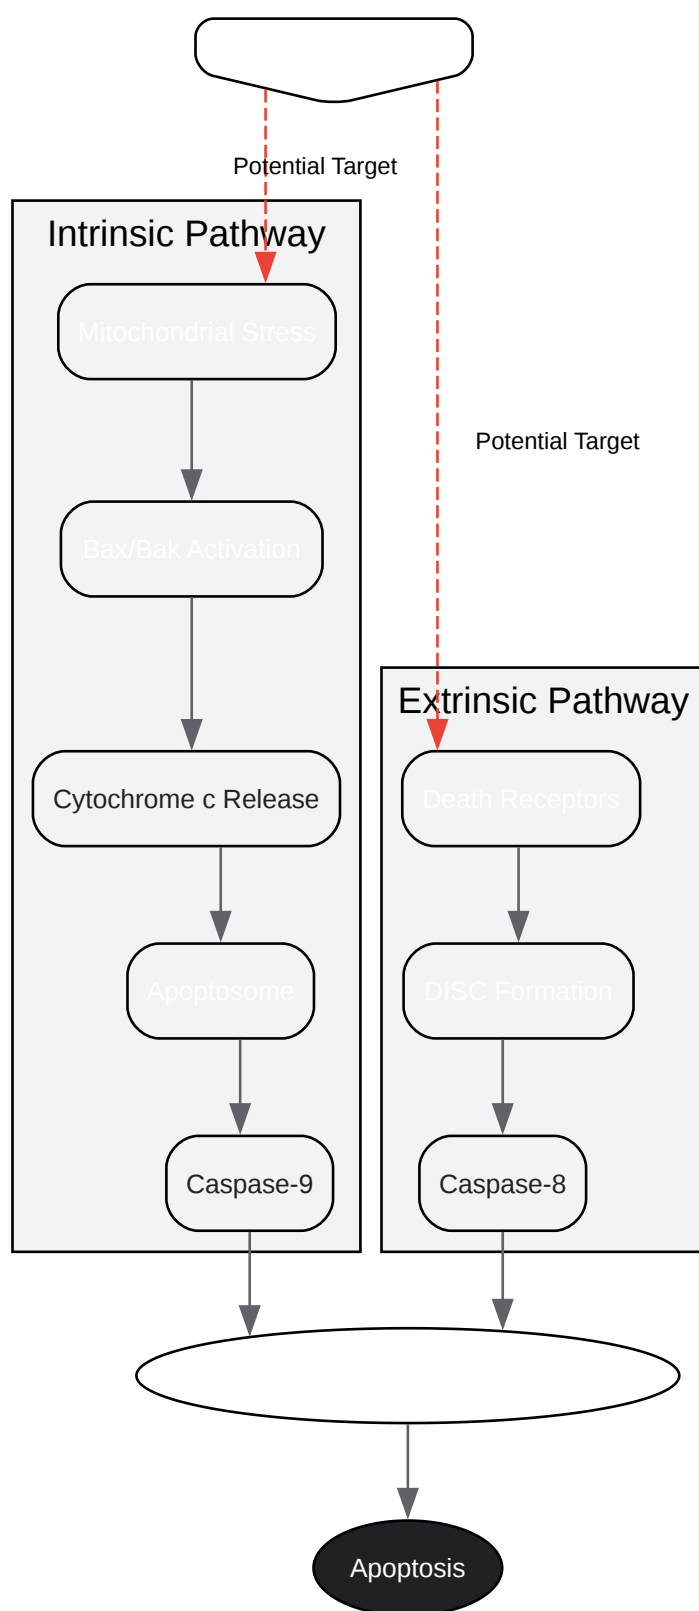 Potential Target
Intrinsic Pathway
Mitochondrial Stress
Potential Target
Bax/Bak Activation
Extrinsic Pathway
Cytochrome c Release
Death Receptors
Apoptosome
DISC Formation
Caspase-9
Caspase-8
Apoptosis